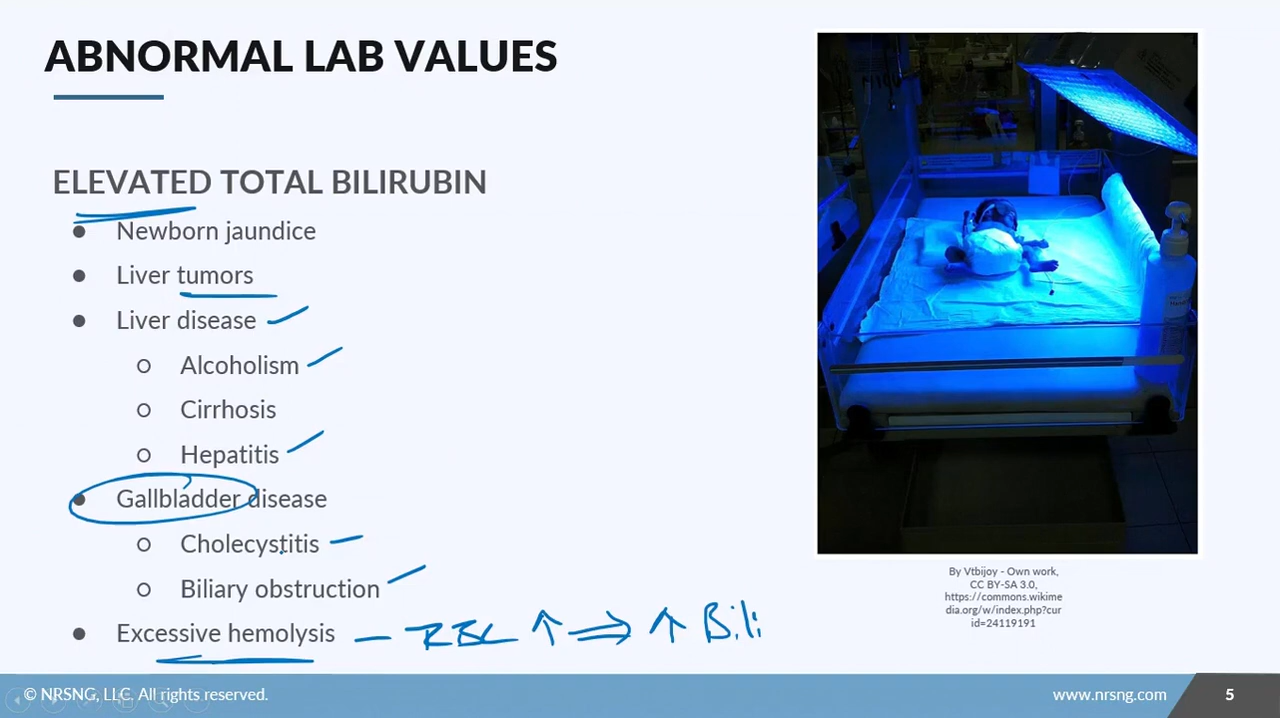 ABNORMAL LAB VALUES
ELEVATED TOTAL BILIRUBIN
● Newborn jaundice
● Liver tumors
● Liver disease
○ Alcoholism
○ Cirrhosis
○ Hepatitis
● Gallbladder disease
○ Cholecystitis
○ Biliary obstruction
● Excessive hemolysis — RBC ↑ ⇒ ↑ Bili
By Vtbijoy - Own work,
CC BY-SA 3.0,
https://commons.wikime
dia.org/w/index.php?cur
id=24119191
© NRSNG, LLC. All rights reserved.
www.nrsng.com
5